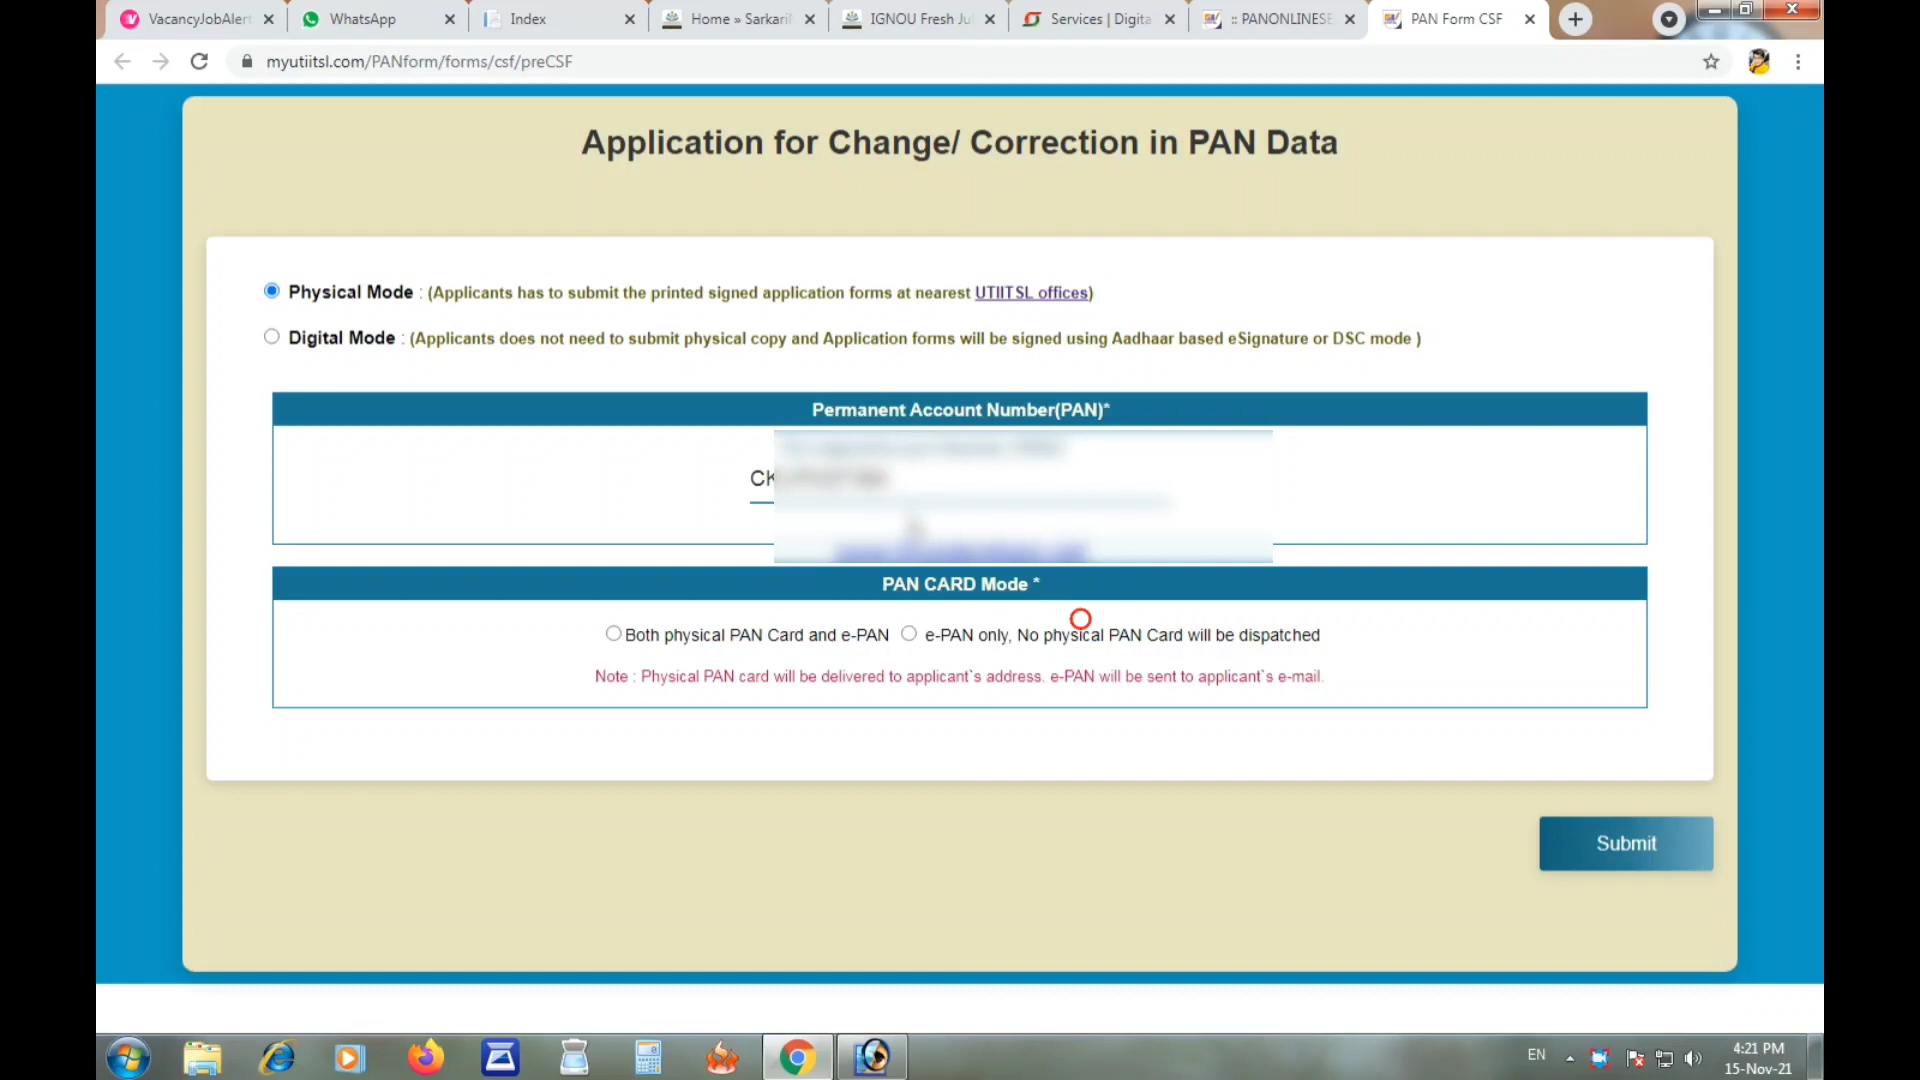 VacancyJobAlert
WhatsApp
Index
Home » Sarkari
IGNOU Fresh Ju
Services | Digita
:: PANONLINESE
PAN Form CSF
myutiitsl.com/PANform/forms/csf/preCSF
Application for Change/ Correction in PAN Data
Physical Mode : (Applicants has to submit the printed signed application forms at nearest UTIITSL offices)
Digital Mode : (Applicants does not need to submit physical copy and Application forms will be signed using Aadhaar based eSignature or DSC mode )
Permanent Account Number(PAN)*
CK
PAN CARD Mode *
Both physical PAN Card and e-PAN e-PAN only, No physical PAN Card will be dispatched
Note : Physical PAN card will be delivered to applicant`s address. e-PAN will be sent to applicant`s e-mail.
Submit
EN
4:21 PM
15-Nov-21